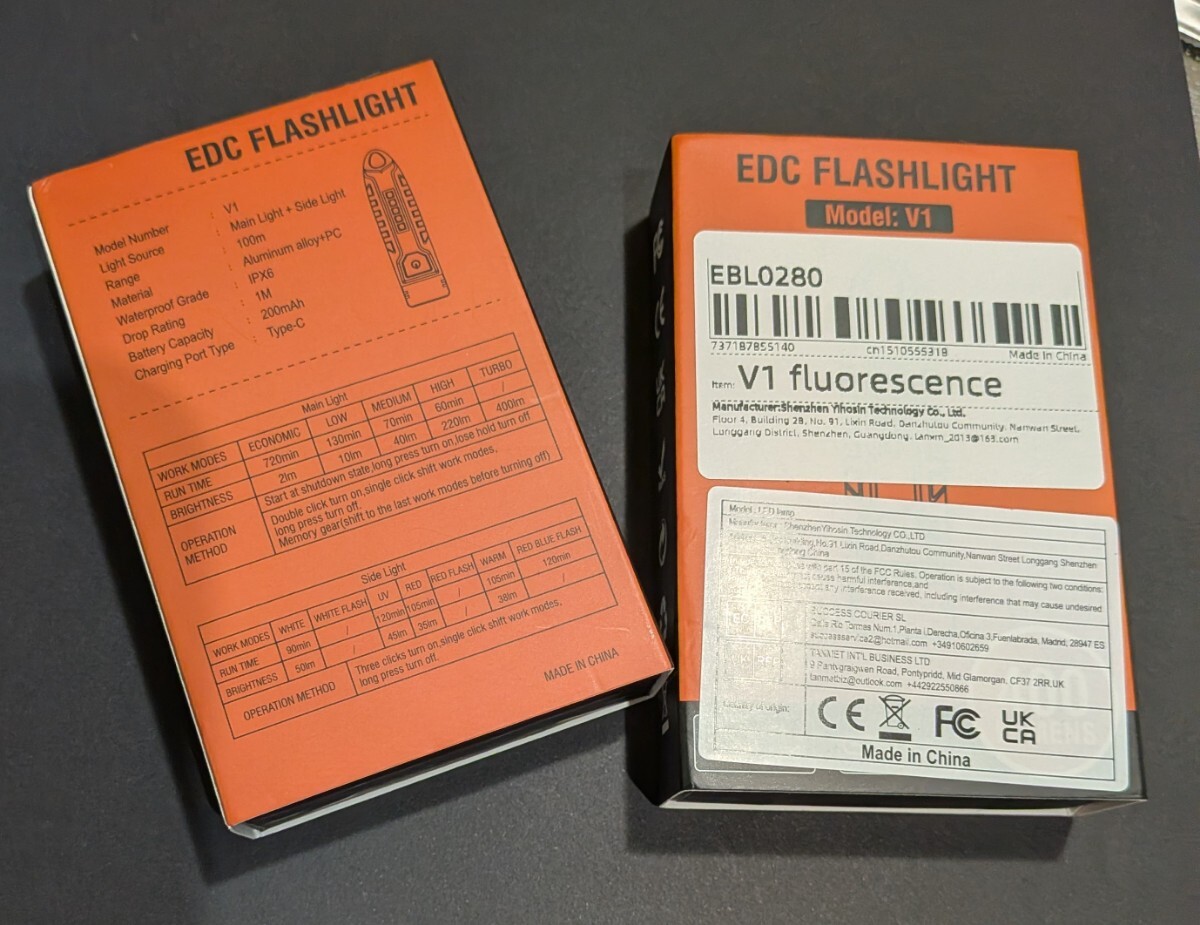 EDC FLASHLIGHT
Model Number : V1
Light Source : Main Light + Side Light
Range : 100m
Material : Aluminum alloy+PC
Waterproof Grade : IPX6
Drop Rating : 1M
Battery Capacity : 200mAh
Charging Port Type : Type-C
Main Light
WORK MODES ECONOMIC LOW MEDIUM HIGH TURBO
RUN TIME 720min 130min 70min 60min /
BRIGHTNESS 2lm 10lm 40lm 220lm 400lm
OPERATION METHOD
Start at shutdown state,long press turn on,lose hold turn off
Double click turn on,single click shift work modes,
long press turn off.
Memory gear(shift to the last work modes before turning off)
Side Light
WORK MODES WHITE WHITE FLASH UV RED RED FLASH WARM RED BLUE FLASH
RUN TIME 90min / 120min 105min / 105min 120min
BRIGHTNESS 50lm / 45lm 35lm / 38lm /
OPERATION METHOD
Three clicks turn on,single click shift work modes,
long press turn off.
MADE IN CHINA
EDC FLASHLIGHT
Model: V1
EBL0280
737187855140 cn1510555319 Made in China
Item: V1 fluorescence
Manufacturer:Shenzhen Yihosin Technology Co., Ltd.
Floor 4, Building 28, No. 91, Lixin Road, Danzhutou Community, Nanwan Street,
Longgang District, Shenzhen, Guangdong. Lanxm_2013@163.com
Model: LED lamp
ShenzhenYihosin Technology CO.,LTD
No.91 Lixin Road,Danzhutou Community,Nanwan Street Longgang Shenzhen
China
with part 15 of the FCC Rules. Operation is subject to the following two conditions:
not cause harmful interference,and
any interference received, including interference that may cause undesired
SUCCESS COURIER SL
Calle Rio Tormes Num.1,Planta i,Derecha,Oficina 3,Fuenlabrada, Madrid, 28947 ES
successservice2@hotmail.com +34910602659
TANMET INT'L BUSINESS LTD
9 Pantygraigwen Road, Pontypridd, Mid Glamorgan, CF37 2RR,UK
tanmetbiz@outlook.com +442922550866
Country of origin:
CE FC UK
CA
Made in China